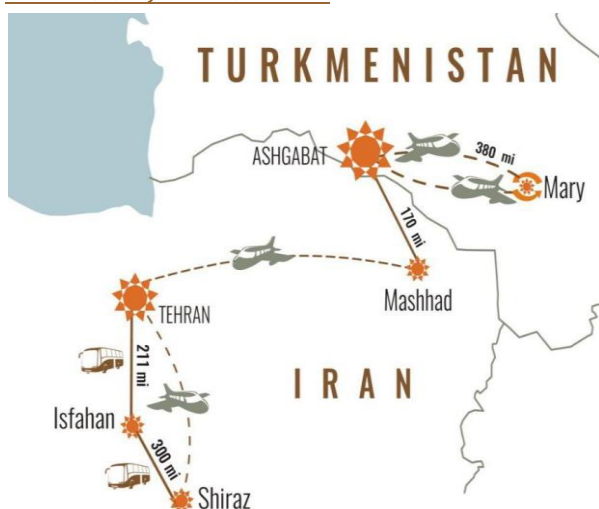 TURKMENISTAN
ASHGABAT
380 mi
Mary
170 mi
Mashhad
TEHRAN
211 mi
IRAN
Isfahan
300 mi
Shiraz